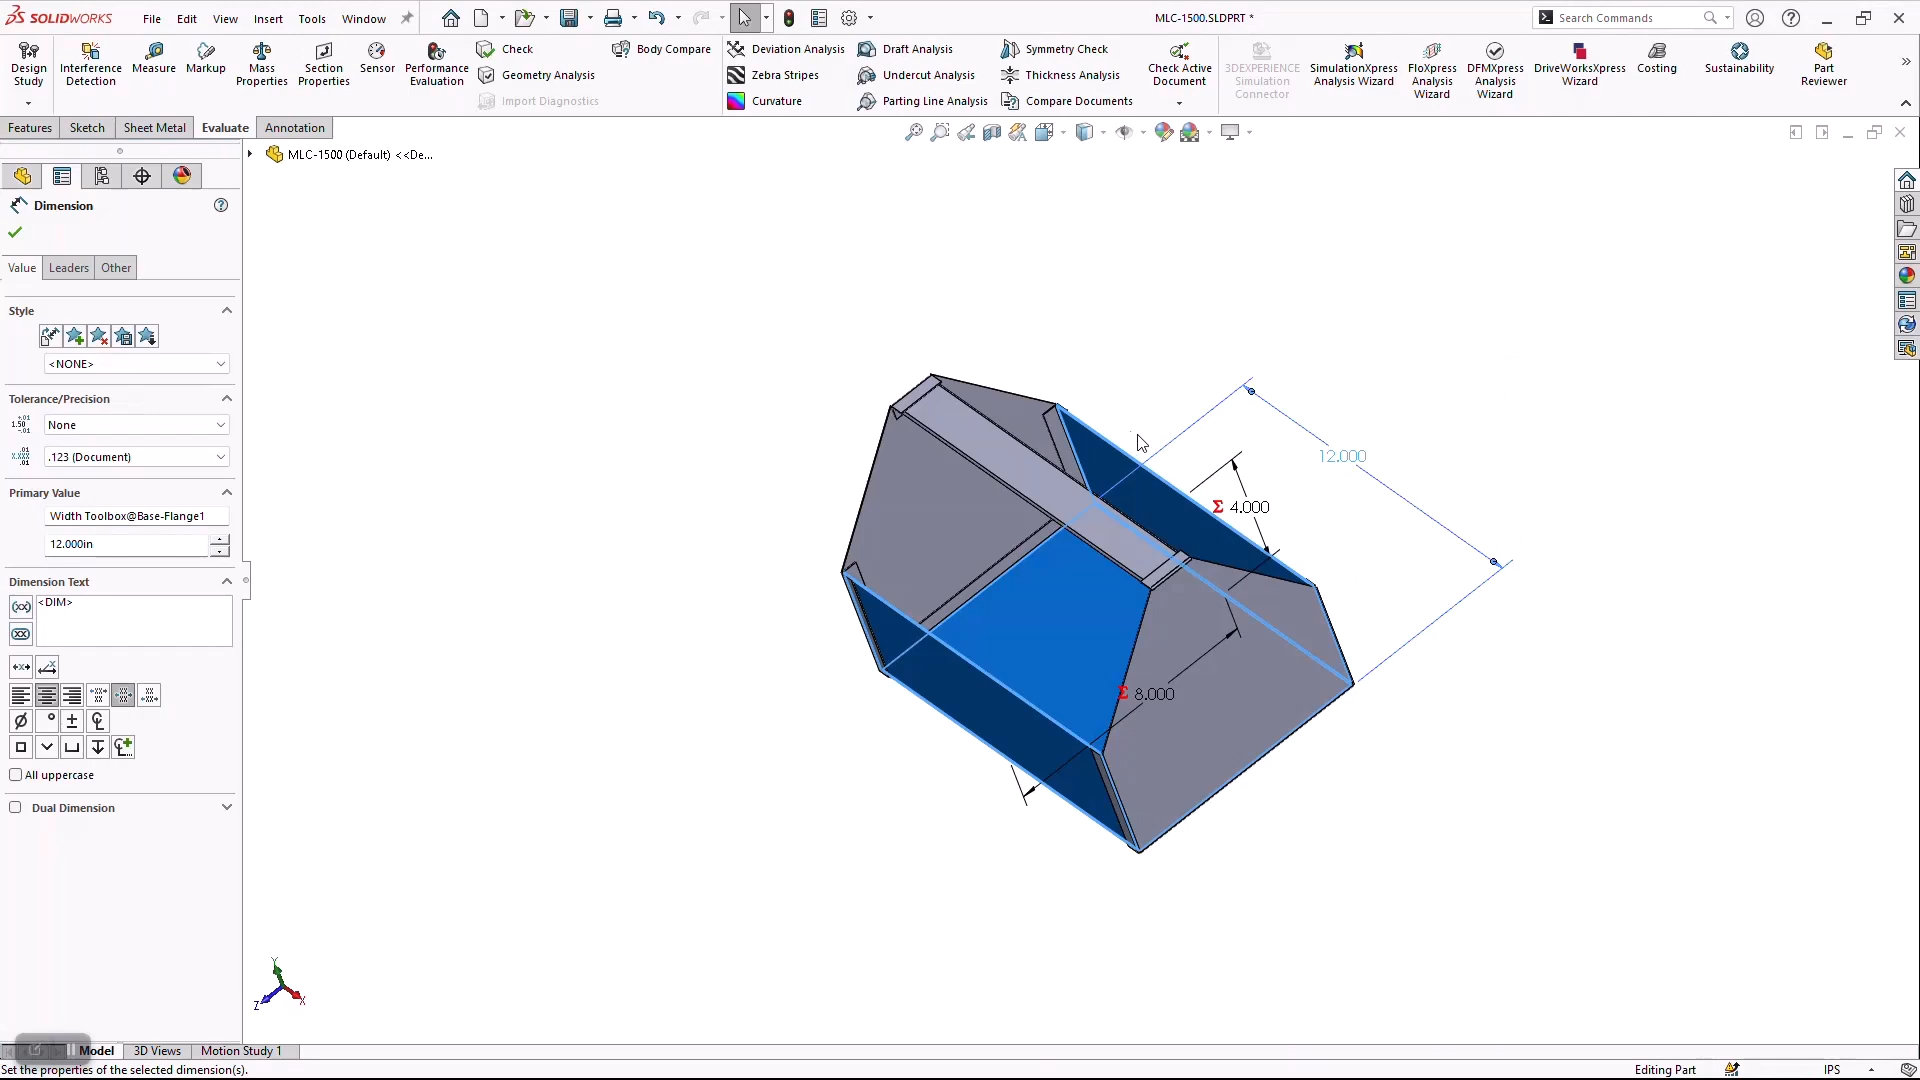 SOLIDWORKS File Edit View Insert Tools Window MLC-1500.SLDPRT * Search Commands
Design Study
Interference Detection
Measure
Markup
Mass Properties
Section Properties
Sensor
Performance Evaluation
Check
Geometry Analysis
Import Diagnostics
Body Compare
Deviation Analysis
Zebra Stripes
Curvature
Draft Analysis
Undercut Analysis
Parting Line Analysis
Symmetry Check
Thickness Analysis
Compare Documents
Check Active Document
3DEXPERIENCE Simulation Connector
SimulationXpress Analysis Wizard
FloXpress Analysis Wizard
DFMXpress Analysis Wizard
DriveWorksXpress Wizard
Costing
Sustainability
Part Reviewer
Features Sketch Sheet Metal Evaluate Annotation
MLC-1500 (Default) <<De...
Dimension
Value Leaders Other
Style
<NONE>
Tolerance/Precision
None
.123 (Document)
Primary Value
Width Toolbox@Base-Flange1
12.000in
Dimension Text
<DIM>
All uppercase
Dual Dimension
12.000
Σ 4.000
Σ 8.000
Y
Z X
Model 3D Views Motion Study 1
Set the properties of the selected dimension(s). Editing Part IPS